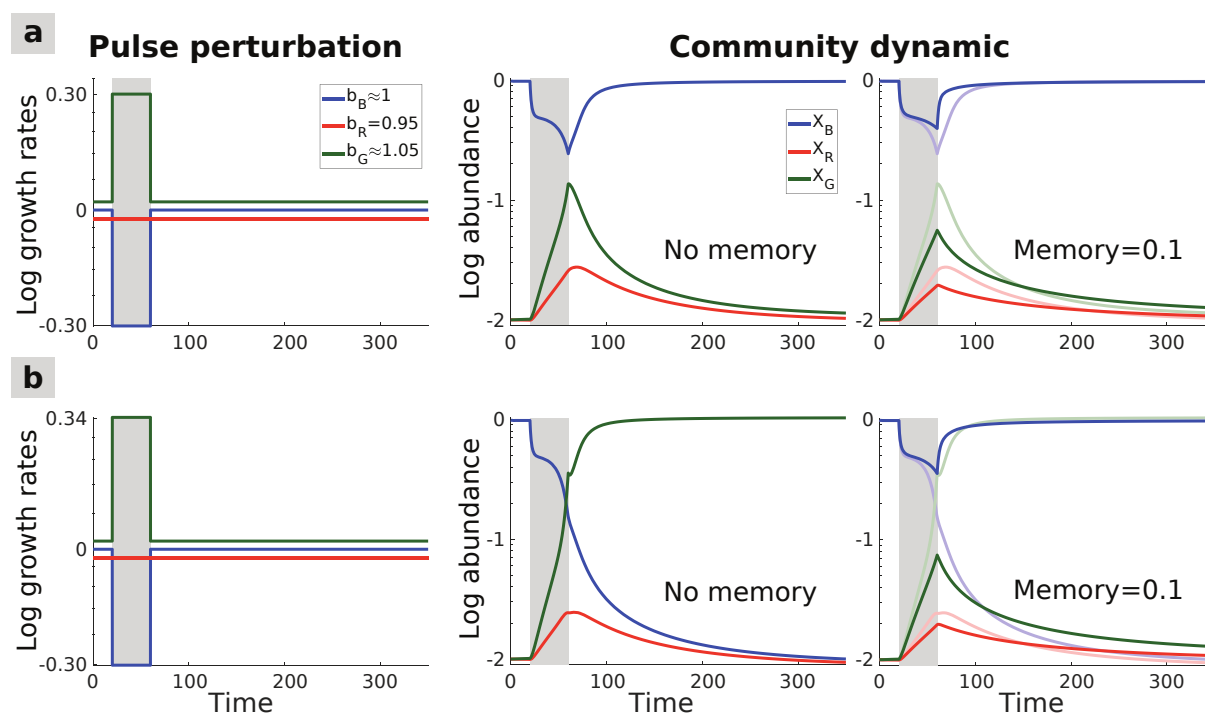 a
Pulse perturbation
Community dynamic
Log growth rates
0.30
0
-0.30
b_B≈1
b_R=0.95
b_G≈1.05
0 100 200 300
Log abundance
0
-1
-2
X_B
X_R
X_G
No memory
0 100 200 300
0
-1
-2
Memory=0.1
0 100 200 300
b
Log growth rates
0.34
0
-0.30
0 100 200 300
Time
Log abundance
0
-1
-2
No memory
0 100 200 300
Time
0
-1
-2
Memory=0.1
0 100 200 300
Time